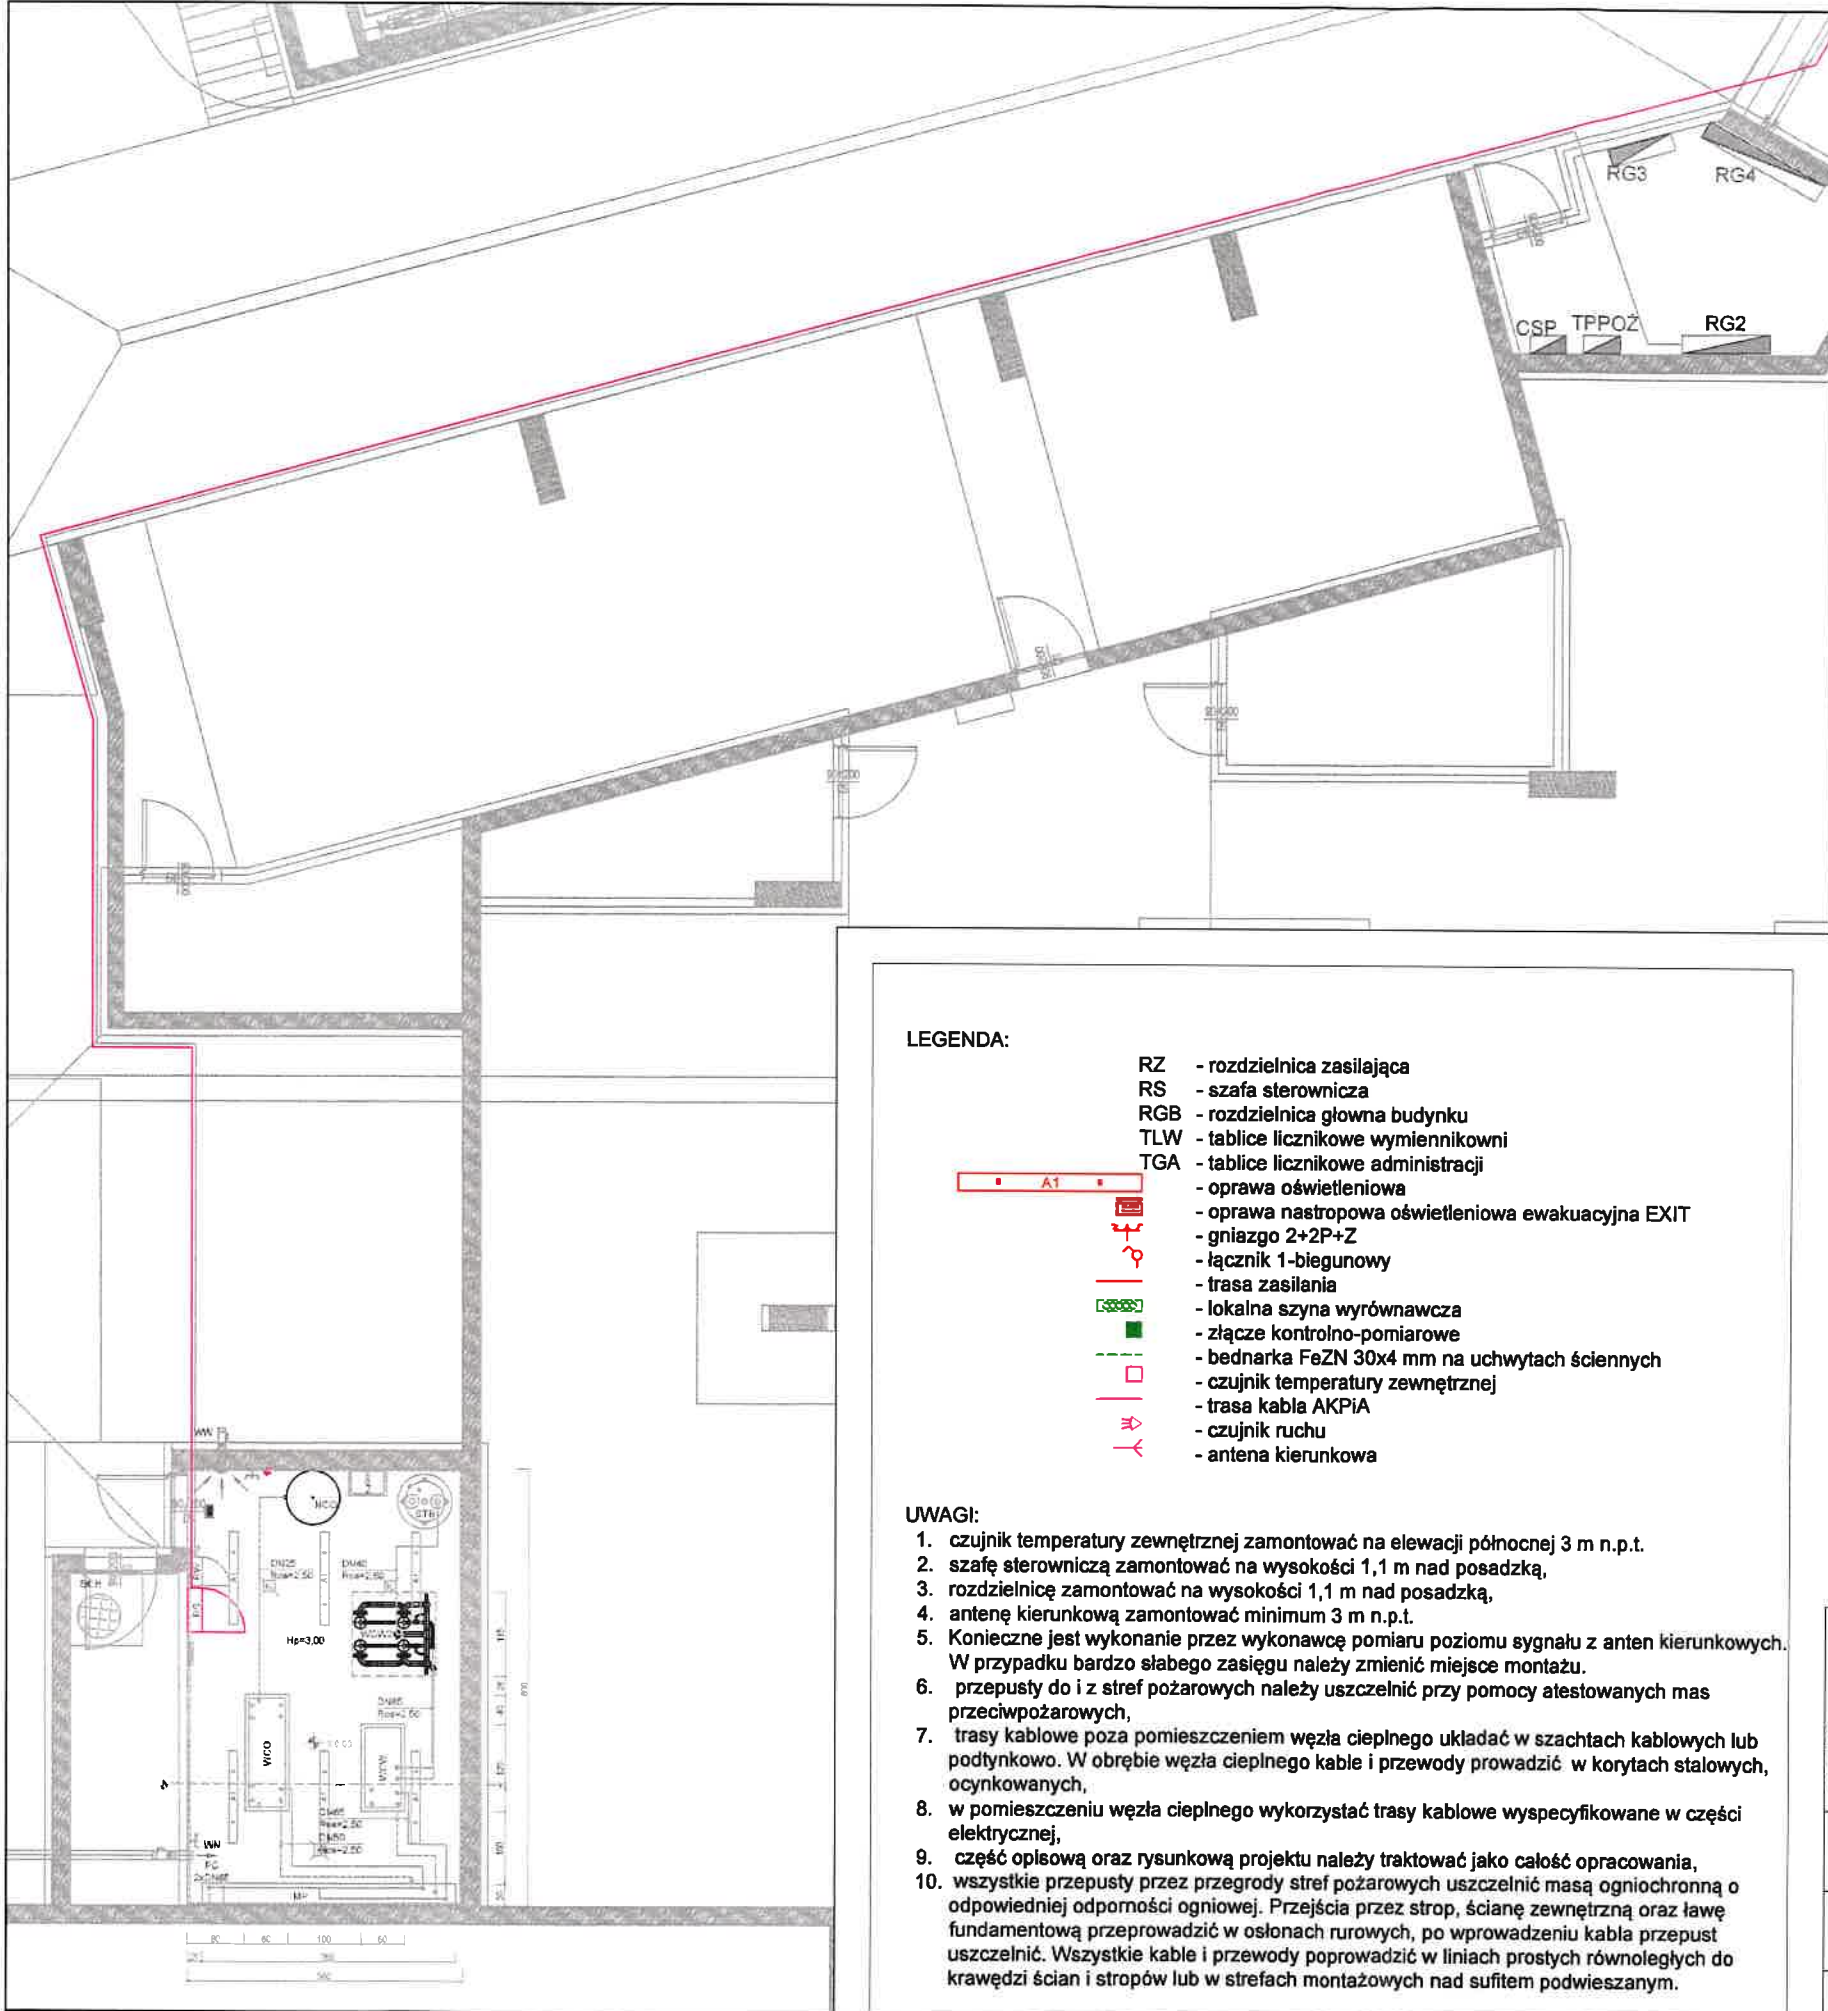 RG3
RG4
CSP
TPPOŻ
RG2
90x200
90x200
LEGENDA:
RZ - rozdzielnica zasilająca
RS - szafa sterownicza
RGB - rozdzielnica głowna budynku
TLW - tablice licznikowe wymiennikowni
TGA - tablice licznikowe administracji
A1 - oprawa oświetleniowa
- oprawa nastropowa oświetleniowa ewakuacyjna EXIT
- gniazgo 2+2P+Z
- łącznik 1-biegunowy
- trasa zasilania
- lokalna szyna wyrównawcza
- złącze kontrolno-pomiarowe
- bednarka FeZN 30x4 mm na uchwytach ściennych
- czujnik temperatury zewnętrznej
- trasa kabla AKPiA
- czujnik ruchu
- antena kierunkowa
UWAGI:
1. czujnik temperatury zewnętrznej zamontować na elewacji północnej 3 m n.p.t.
2. szafę sterowniczą zamontować na wysokości 1,1 m nad posadzką,
3. rozdzielnicę zamontować na wysokości 1,1 m nad posadzką,
4. antenę kierunkową zamontować minimum 3 m n.p.t.
5. Konieczne jest wykonanie przez wykonawcę pomiaru poziomu sygnału z anten kierunkowych.
W przypadku bardzo słabego zasięgu należy zmienić miejsce montażu.
6. przepusty do i z stref pożarowych należy uszczelnić przy pomocy atestowanych mas
przeciwpożarowych,
7. trasy kablowe poza pomieszczeniem węzła cieplnego układać w szachtach kablowych lub
podtynkowo. W obrębie węzła cieplnego kable i przewody prowadzić w korytach stalowych,
ocynkowanych,
8. w pomieszczeniu węzła cieplnego wykorzystać trasy kablowe wyspecyfikowane w części
elektrycznej,
9. część opisową oraz rysunkową projektu należy traktować jako całość opracowania,
10. wszystkie przepusty przez przegrody stref pożarowych uszczelnić masą ogniochronną o
odpowiedniej odporności ogniowej. Przejścia przez strop, ścianę zewnętrzną oraz ławę
fundamentową przeprowadzić w osłonach rurowych, po wprowadzeniu kabla przepust
uszczelnić. Wszystkie kable i przewody poprowadzić w liniach prostych równoległych do
krawędzi ścian i stropów lub w strefach montażowych nad sufitem podwieszanym.
WW
NCO
STB
DN25
DN40
Hp=3,00
WCO
WN
100